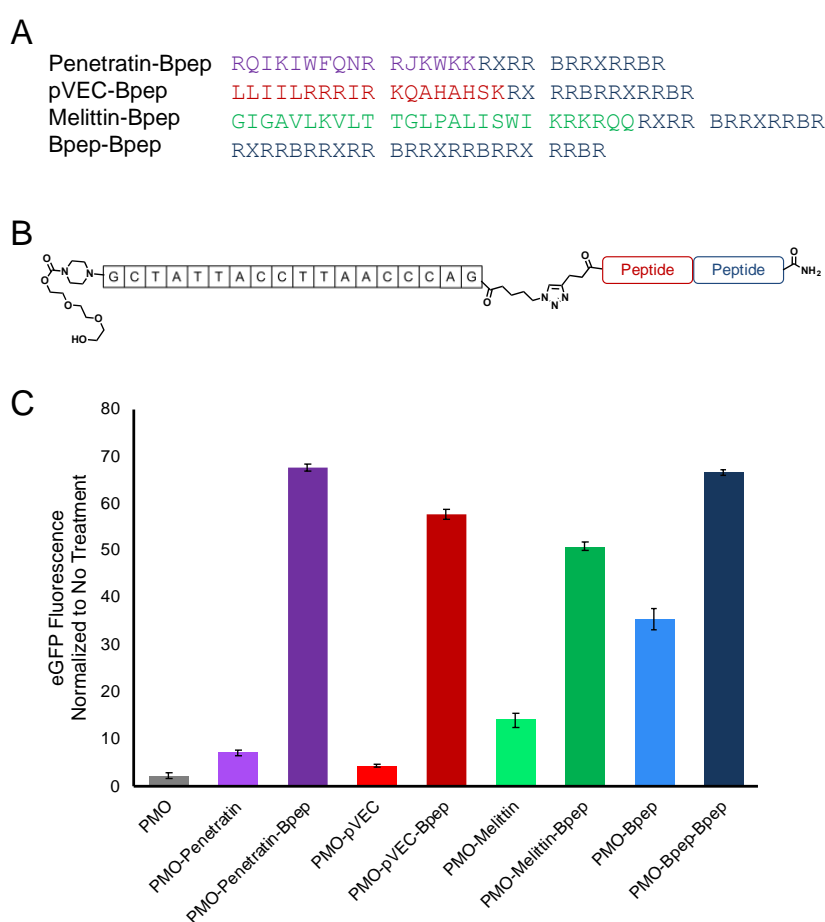 A
Penetratin-Bpep RQIKIWFQNR RJKWKKRXRR BRRXRRBR
pVEC-Bpep LLIILRRRIR KQAHAHSKRX RRBRRXRRBR
Melittin-Bpep GIGAVLKVLT TGLPALISWI KRKRQQRXRR BRRXRRBR
Bpep-Bpep RXRRBRRXRR BRRXRRBRRX RRBR
B
O
O N N G C T A T T A C C T T A A C C C A G
O
O
HO
O
N N N
O
Peptide Peptide
O
NH2
C
eGFP Fluorescence
Normalized to No Treatment
80
70
60
50
40
30
20
10
0
PMO
PMO-Penetratin
PMO-Penetratin-Bpep
PMO-pVEC
PMO-pVEC-Bpep
PMO-Melittin
PMO-Melittin-Bpep
PMO-Bpep
PMO-Bpep-Bpep